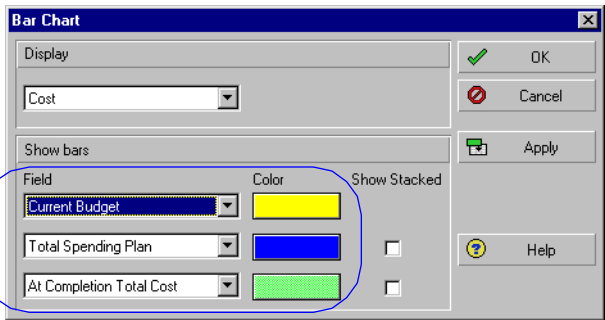 Bar Chart
Display
OK
Cost
Cancel
Show bars
Apply
Field Color Show Stacked
Current Budget
Total Spending Plan
Help
At Completion Total Cost